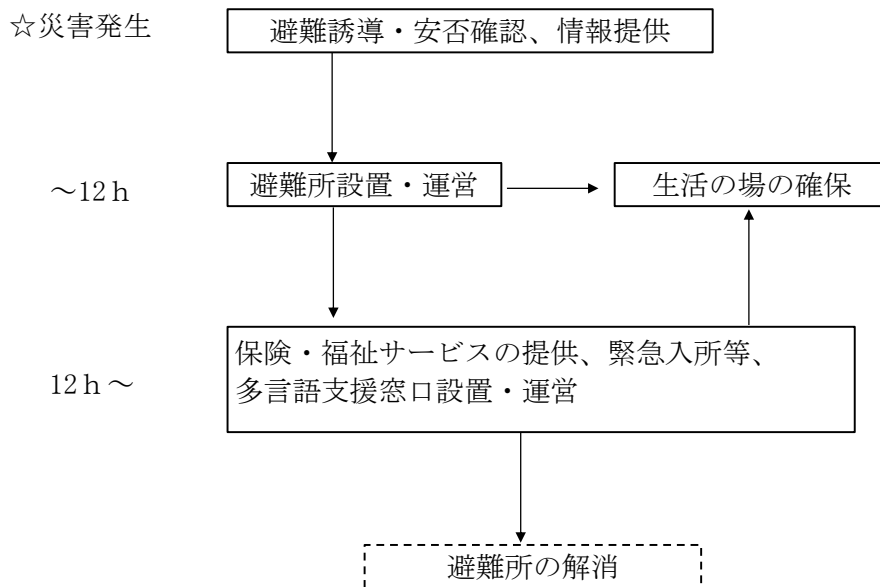 ☆災害発生
避難誘導・安否確認、情報提供
～12ｈ
避難所設置・運営
生活の場の確保
12ｈ～
保険・福祉サービスの提供、緊急入所等、
多言語支援窓口設置・運営
避難所の解消